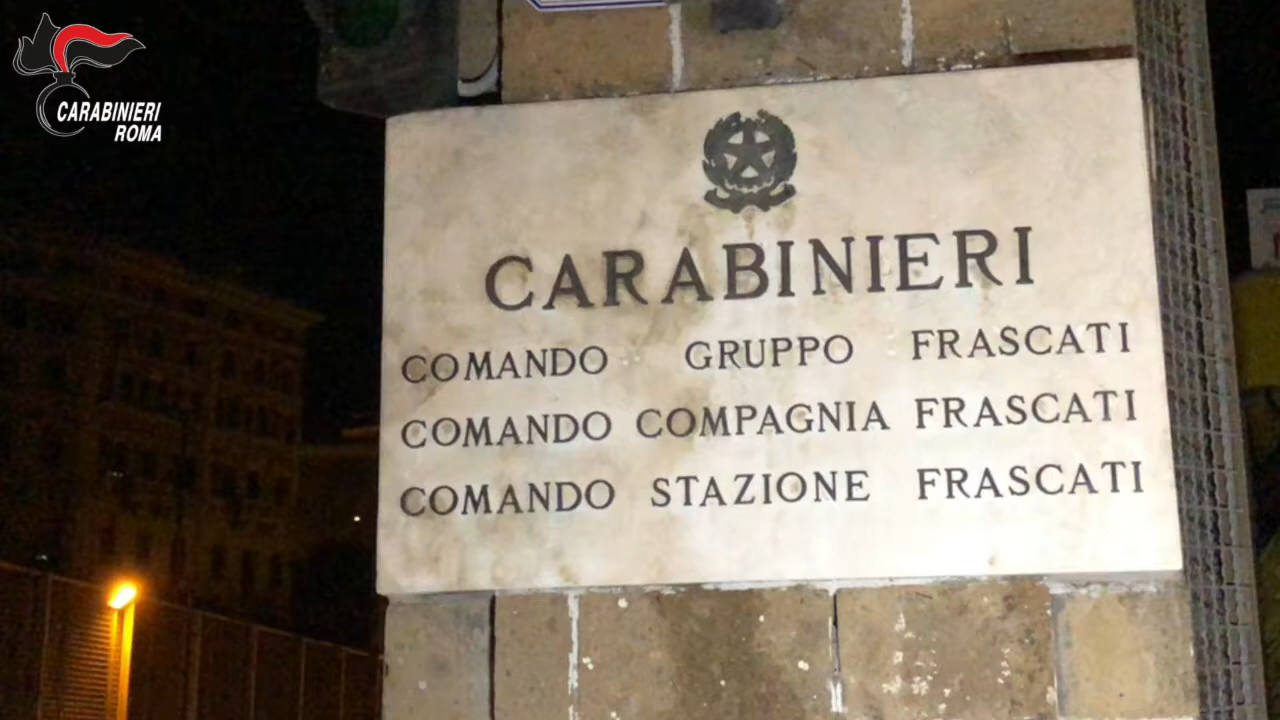 CARABINIERI
ROMA
CARABINIERI
COMANDO GRUPPO FRASCATI
COMANDO COMPAGNIA FRASCATI
COMANDO STAZIONE FRASCATI